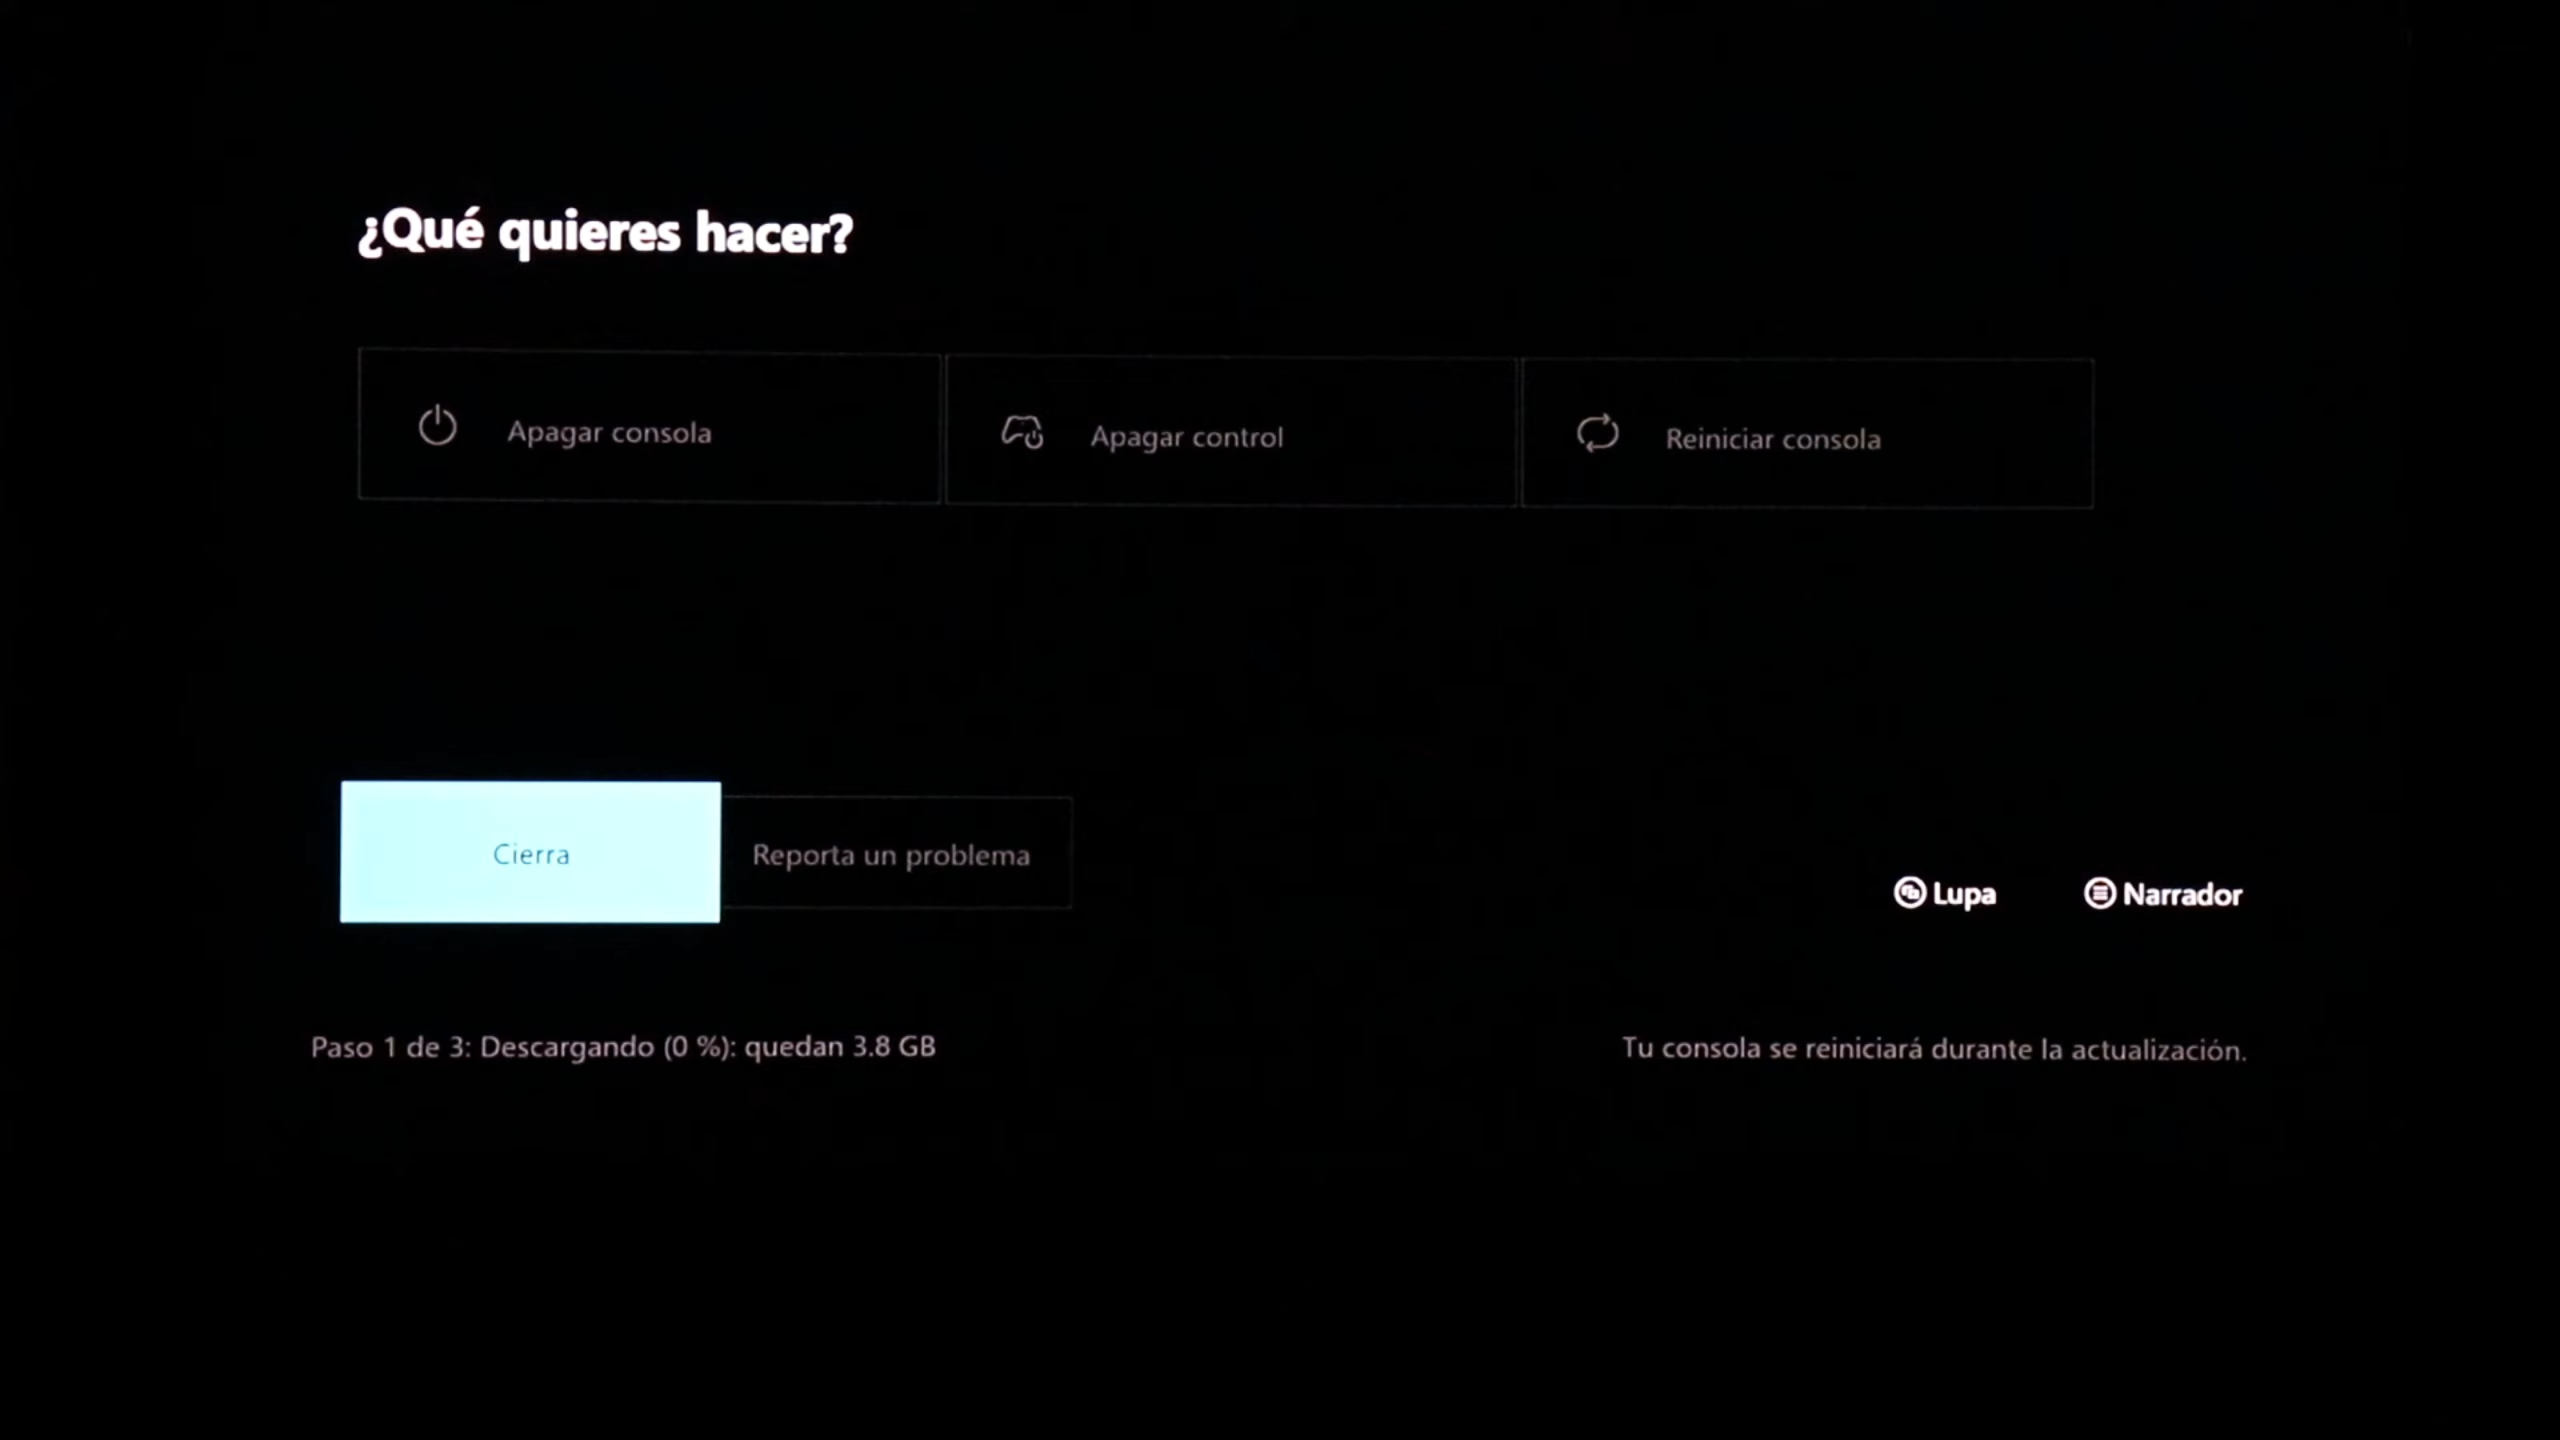 ¿Qué quieres hacer?
Apagar consola
Apagar control
Reiniciar consola
Cierra
Reporta un problema
Lupa
Narrador
Paso 1 de 3: Descargando (0 %): quedan 3.8 GB
Tu consola se reiniciará durante la actualización.